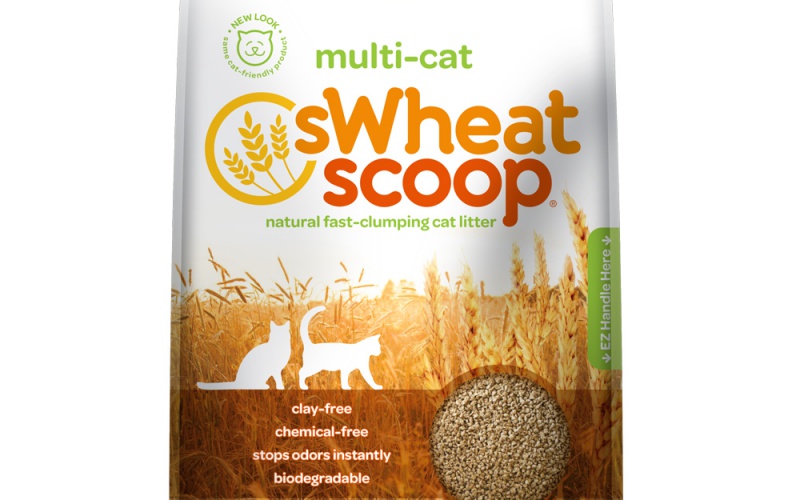 • NEW LOOK •
same cat-friendly product
multi-cat
sWheat
scoop®
natural fast-clumping cat litter
EZ Handle Here
clay-free
chemical-free
stops odors instantly
biodegradable